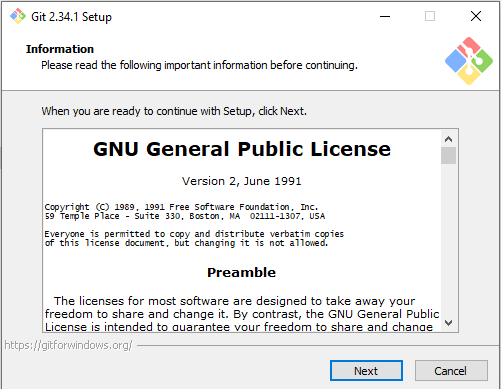 Git 2.34.1 Setup
Information
Please read the following important information before continuing.
When you are ready to continue with Setup, click Next.
GNU General Public License
Version 2, June 1991
Copyright (C) 1989, 1991 Free Software Foundation, Inc.
59 Temple Place - Suite 330, Boston, MA  02111-1307, USA
Everyone is permitted to copy and distribute verbatim copies
of this license document, but changing it is not allowed.
Preamble
The licenses for most software are designed to take away your
freedom to share and change it. By contrast, the GNU General Public
License is intended to guarantee your freedom to share and change
https://gitforwindows.org/
Next
Cancel